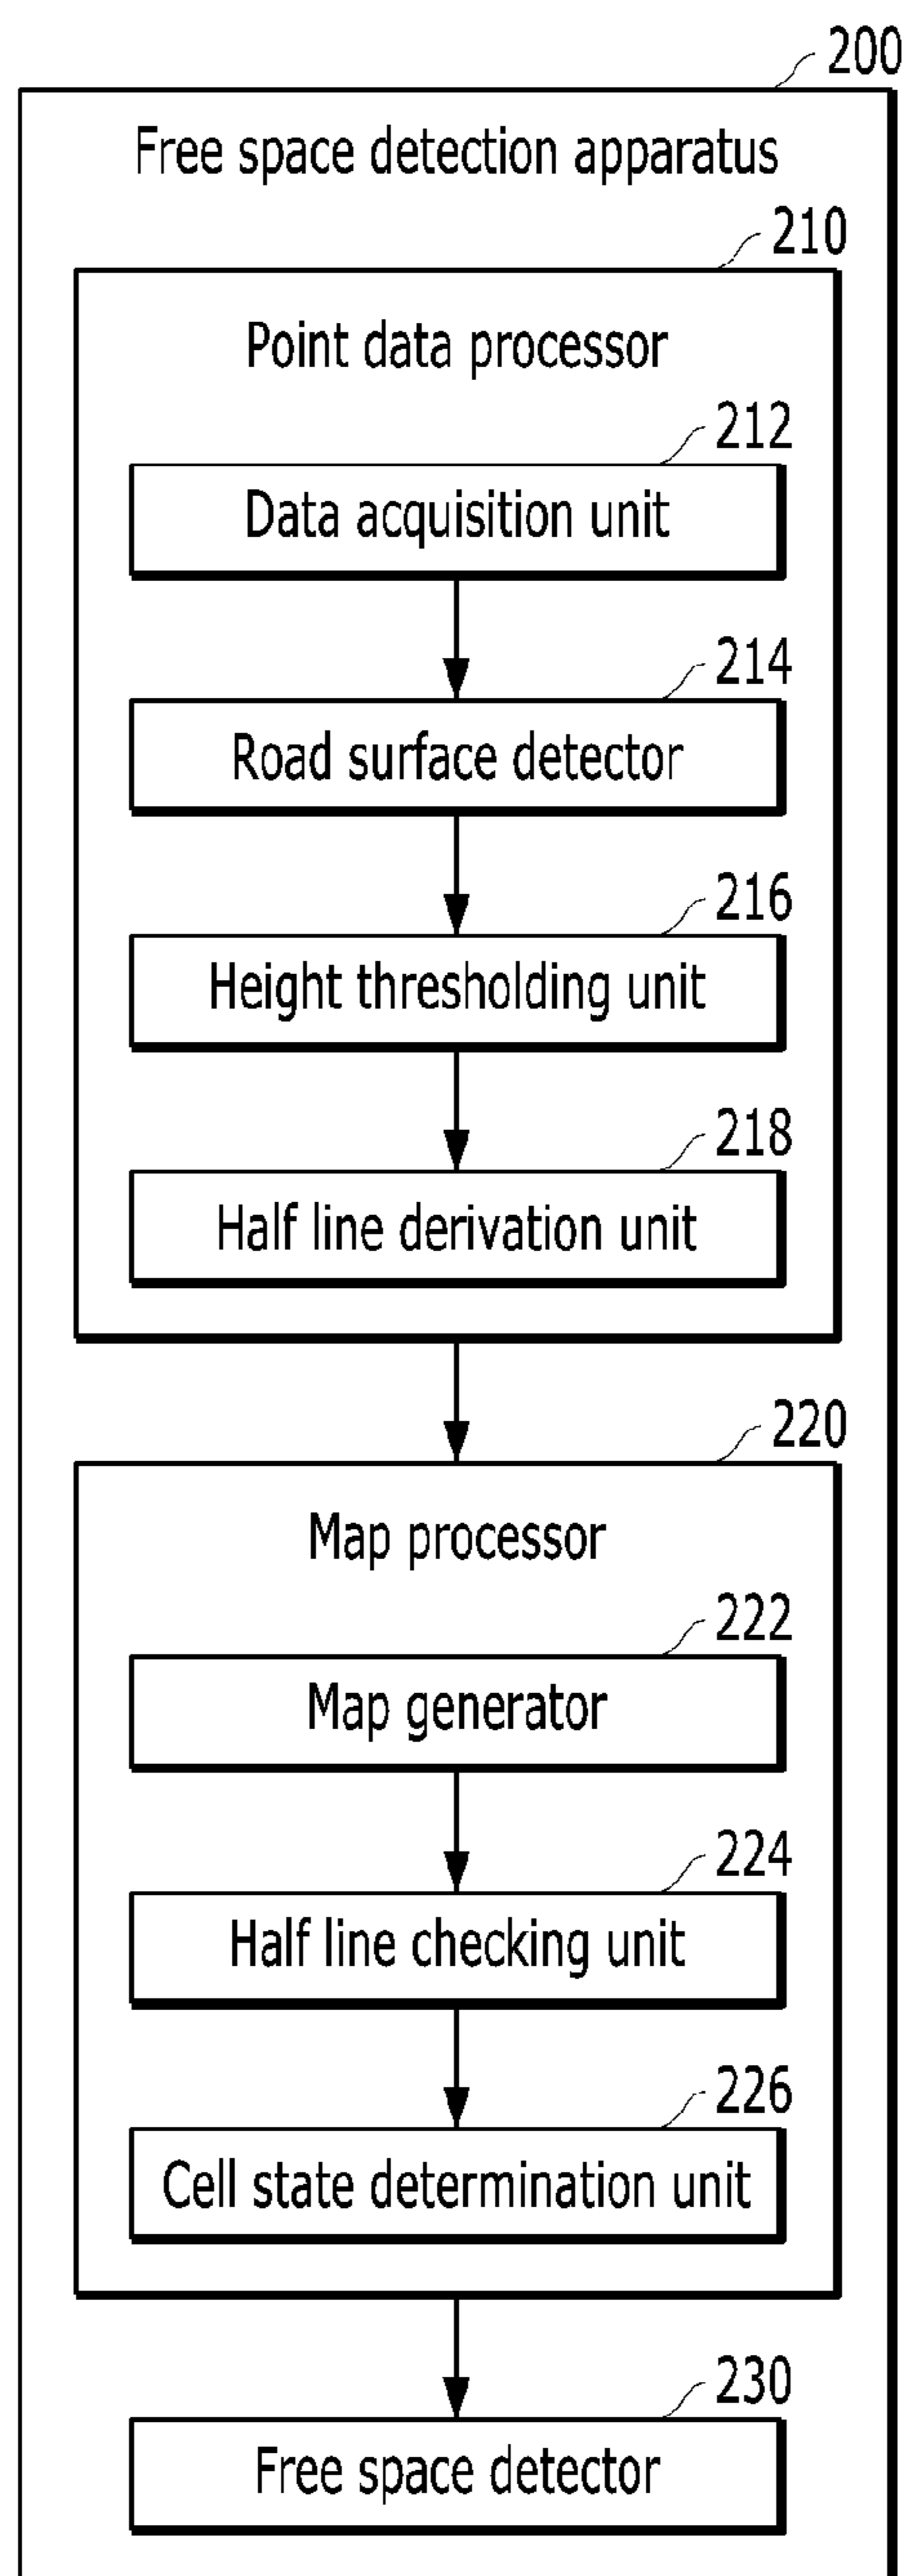 200
Free space detection apparatus
210
Point data processor
212
Data acquisition unit
214
Road surface detector
216
Height thresholding unit
218
Half line derivation unit
220
Map processor
222
Map generator
224
Half line checking unit
226
Cell state determination unit
230
Free space detector